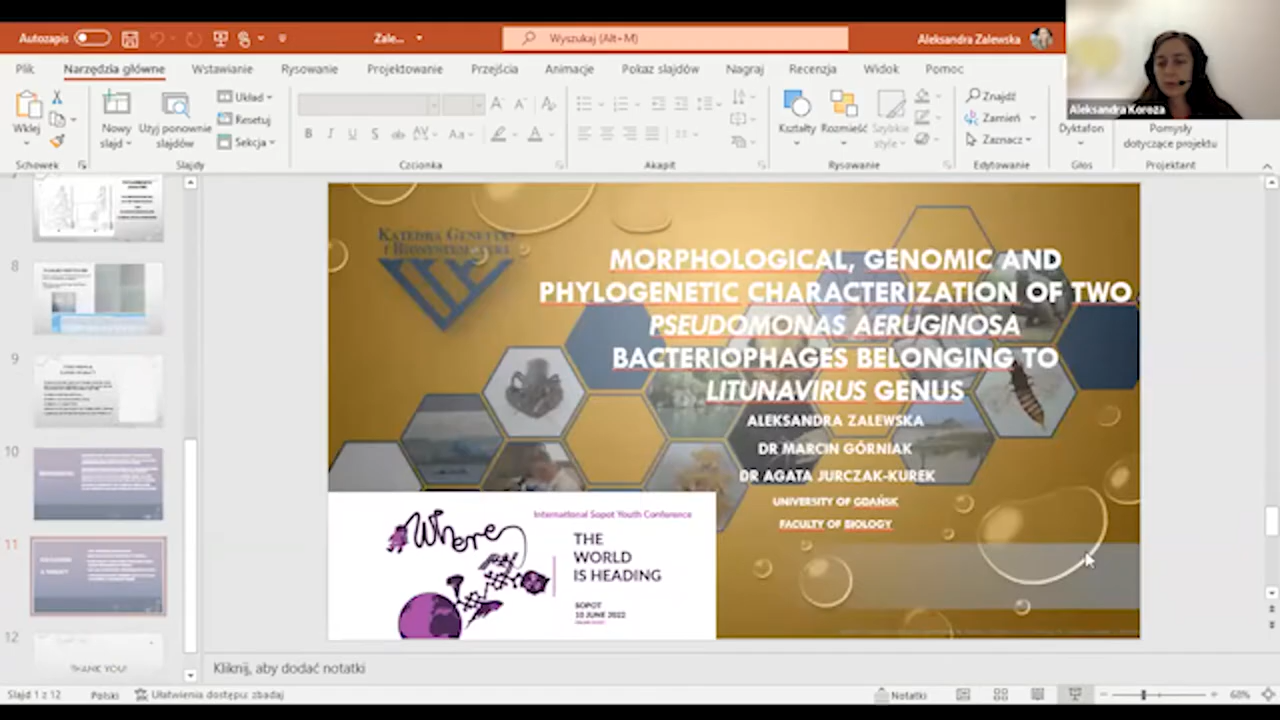 Autozapis
Zale...
Wyszukaj (Alt+M)
Aleksandra Zalewska
Plik
Narzędzia główne
Wstawianie
Rysowanie
Projektowanie
Przejścia
Animacje
Pokaz slajdów
Nagraj
Recenzja
Widok
Pomoc
Aleksandra Koroza
Wklej
Nowy
slajd
Użyj ponownie
slajdów
Układ
Resetuj
Sekcja
Kształty
Rozmieść
Szybkie
style
Znajdź
Zamień
Zaznacz
Dyktafon
Pomysły
dotyczące projektu
Schowek
Slajdy
Czcionka
Akapit
Rysowanie
Edytowanie
Głos
Projektant
8
9
10
11
12
THANK YOU!
KATEDRA GENETYKI
I BIOSYSTEMATYKI
MORPHOLOGICAL, GENOMIC AND
PHYLOGENETIC CHARACTERIZATION OF TWO
PSEUDOMONAS AERUGINOSA
BACTERIOPHAGES BELONGING TO
LITUNAVIRUS GENUS
ALEKSANDRA ZALEWSKA
DR MARCIN GÓRNIAK
DR AGATA JURCZAK-KUREK
UNIVERSITY OF GDAŃSK
FACULTY OF BIOLOGY
International Sopot Youth Conference
Where
THE
WORLD
IS HEADING
SOPOT
10 JUNE 2022
Kliknij, aby dodać notatki
Slajd 1 z 12
Polski
Ułatwienia dostępu: zbadaj
Notatki
68%